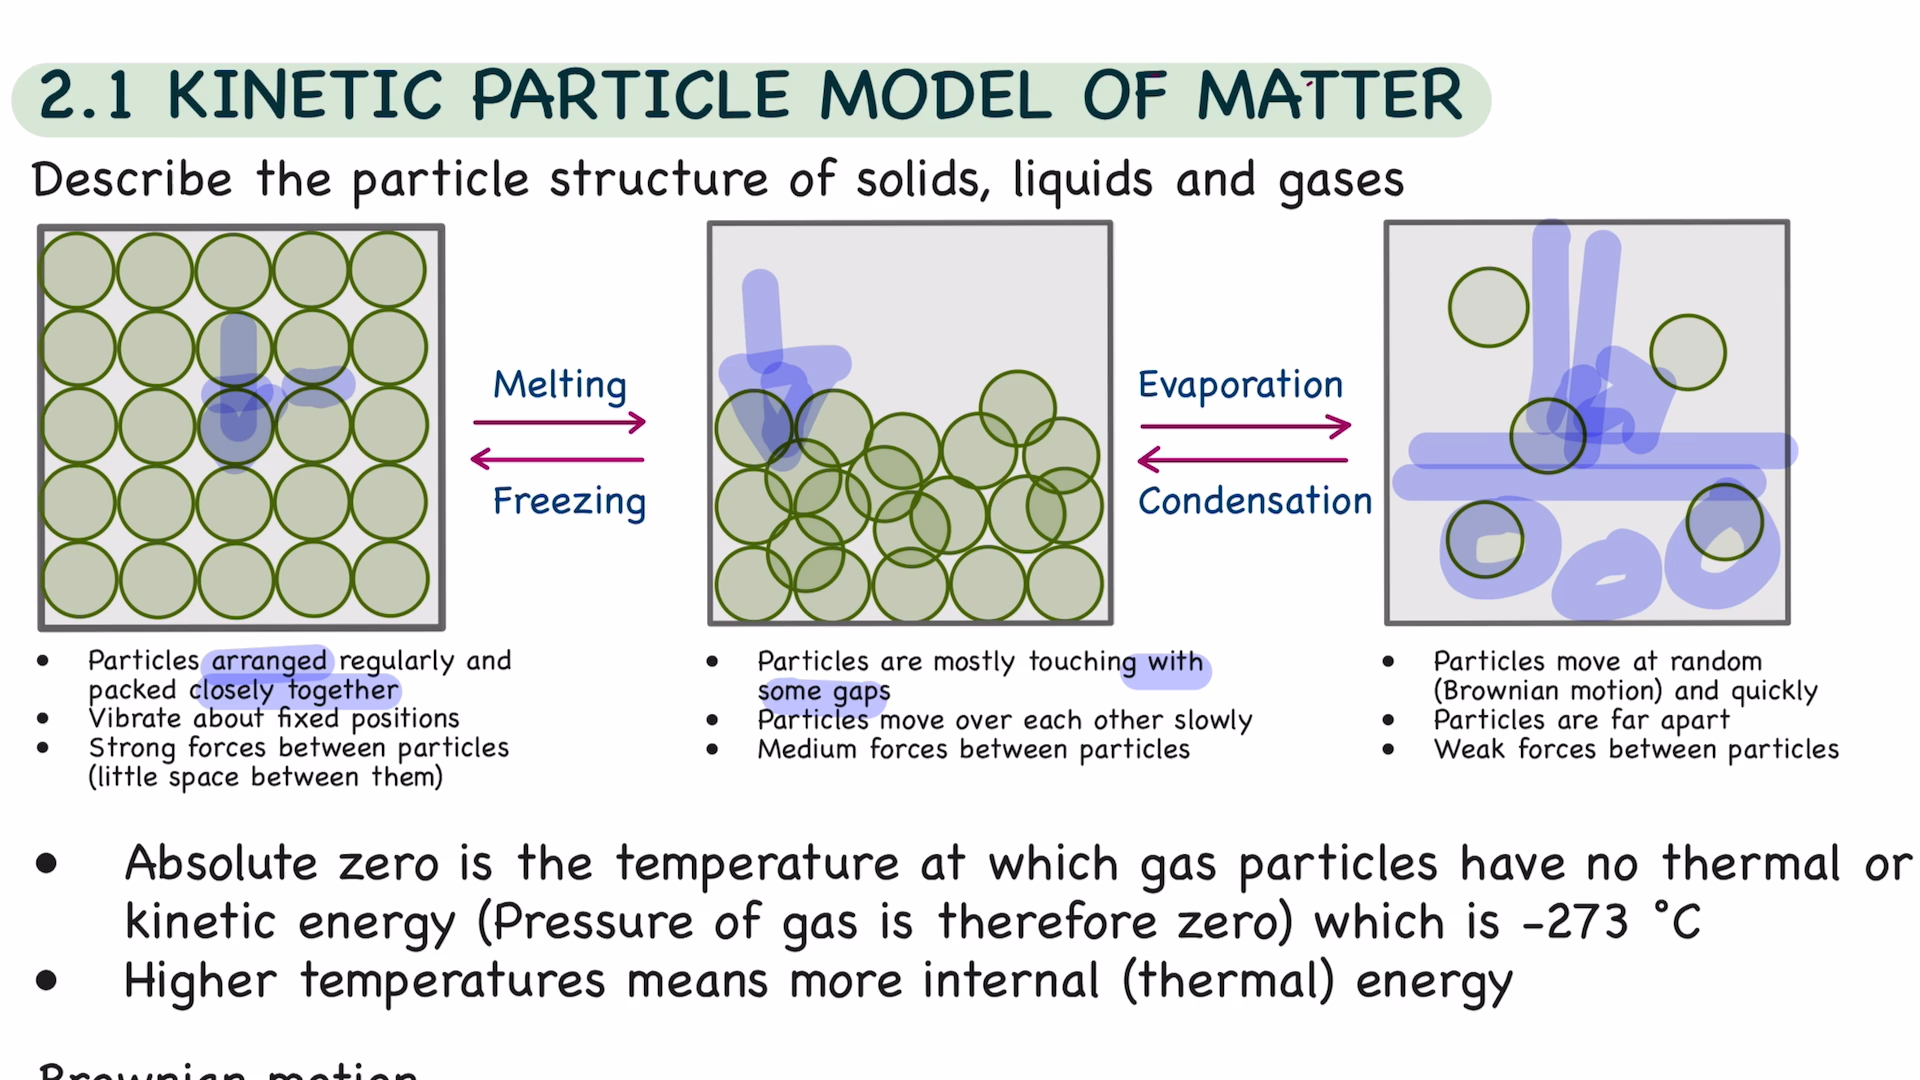 2.1 KINETIC PARTICLE MODEL OF MATTER
Describe the particle structure of solids, liquids and gases
Melting
Freezing
Evaporation
Condensation
• Particles arranged regularly and
packed closely together
• Vibrate about fixed positions
• Strong forces between particles
(little space between them)
• Particles are mostly touching with
some gaps
• Particles move over each other slowly
• Medium forces between particles
• Particles move at random
(Brownian motion) and quickly
• Particles are far apart
• Weak forces between particles
• Absolute zero is the temperature at which gas particles have no thermal or
kinetic energy (Pressure of gas is therefore zero) which is -273 °C
• Higher temperatures means more internal (thermal) energy
Brownian motion